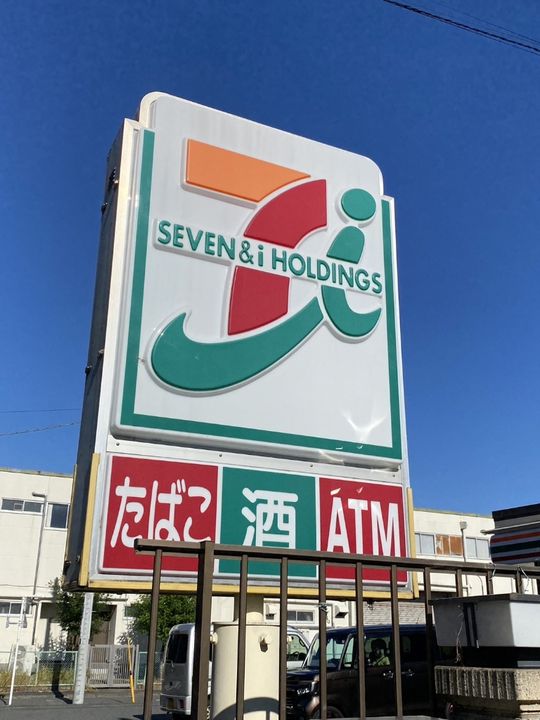 SEVEN & i HOLDINGS
たばこ 酒 ATM